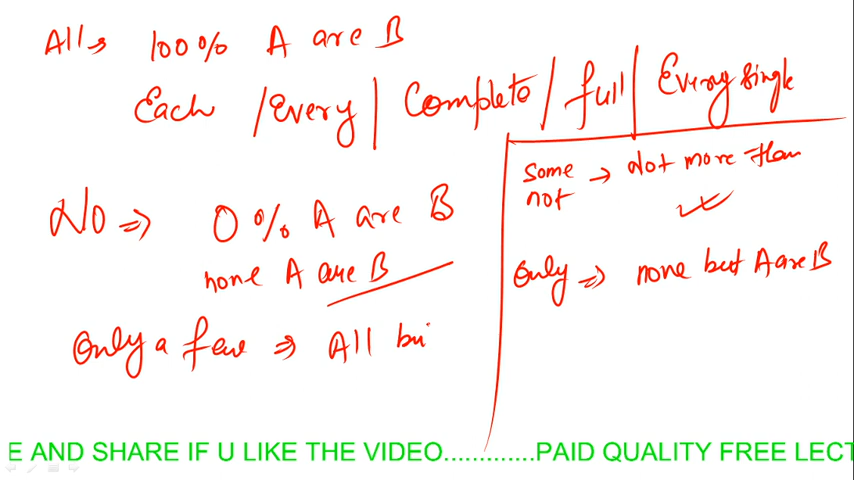 All → 100% A are B
Each / Every | Complete / full | Every single
No ⇒ 0% A are B
none A are B
Only a few ⇒ All bu
Some not → Not more than
Only ⇒ none but A are B
E AND SHARE IF U LIKE THE VIDEO.............PAID QUALITY FREE LECT